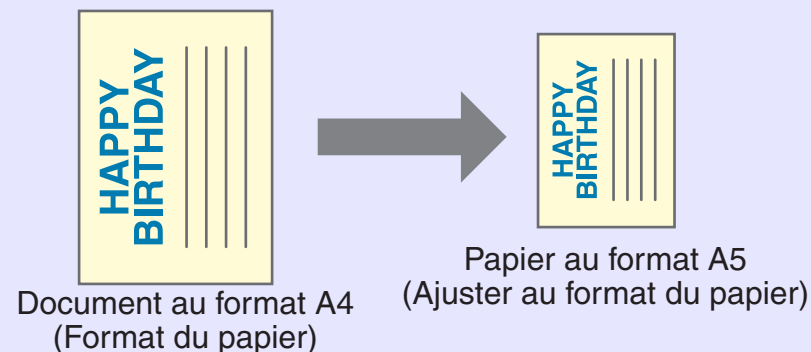 HAPPY
BIRTHDAY
HAPPY
BIRTHDAY
Document au format A4
(Format du papier)
Papier au format A5
(Ajuster au format du papier)